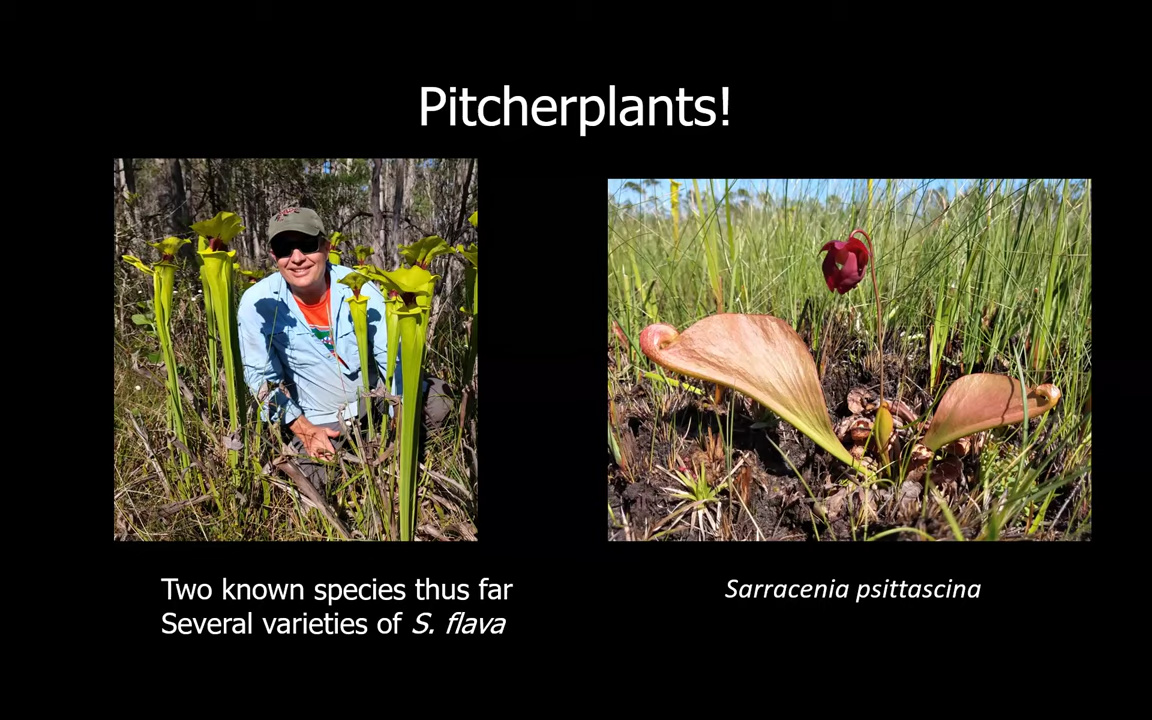 Pitcherplants!
Two known species thus far
Several varieties of S. flava
Sarracenia psittascina